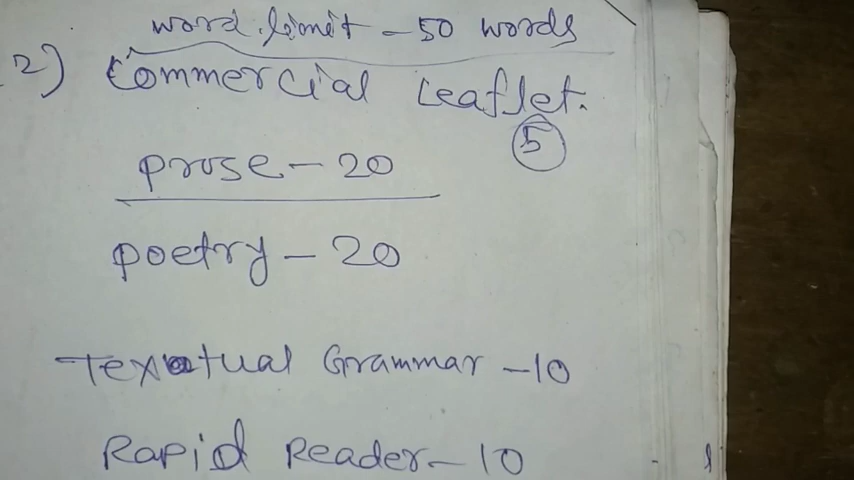 word limit - 50 words
2) Commercial Leaflet.
5
prose - 20
poetry - 20
Textual Grammar - 10
Rapid Reader - 10